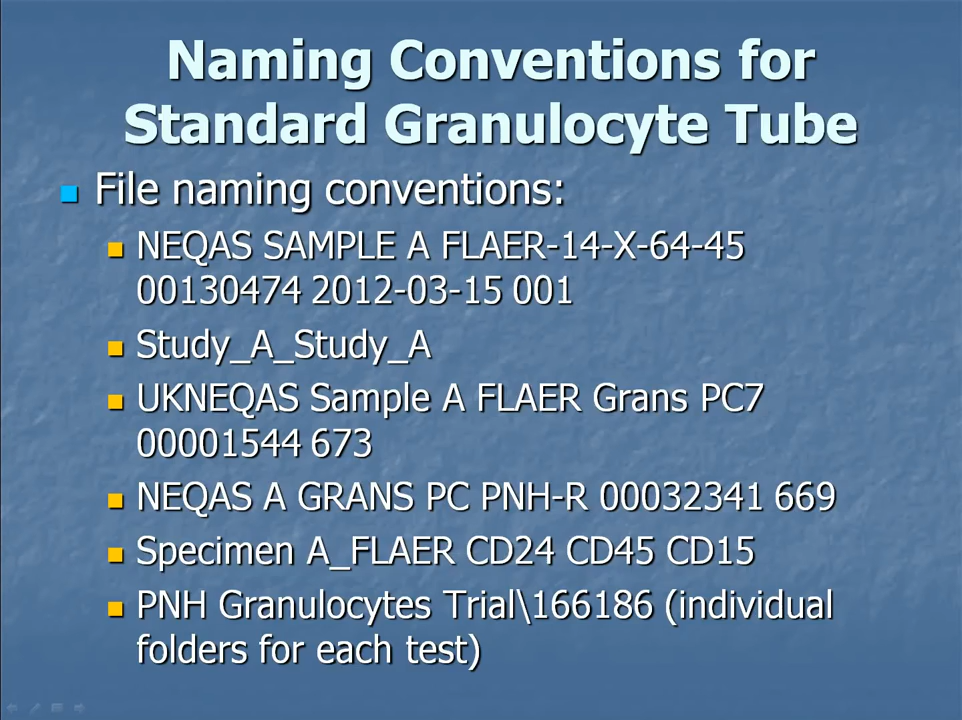 Naming Conventions for
Standard Granulocyte Tube
File naming conventions:
NEQAS SAMPLE A FLAER-14-X-64-45
00130474 2012-03-15 001
Study_A_Study_A
UKNEQAS Sample A FLAER Grans PC7
00001544 673
NEQAS A GRANS PC PNH-R 00032341 669
Specimen A_FLAER CD24 CD45 CD15
PNH Granulocytes Trial\166186 (individual
folders for each test)